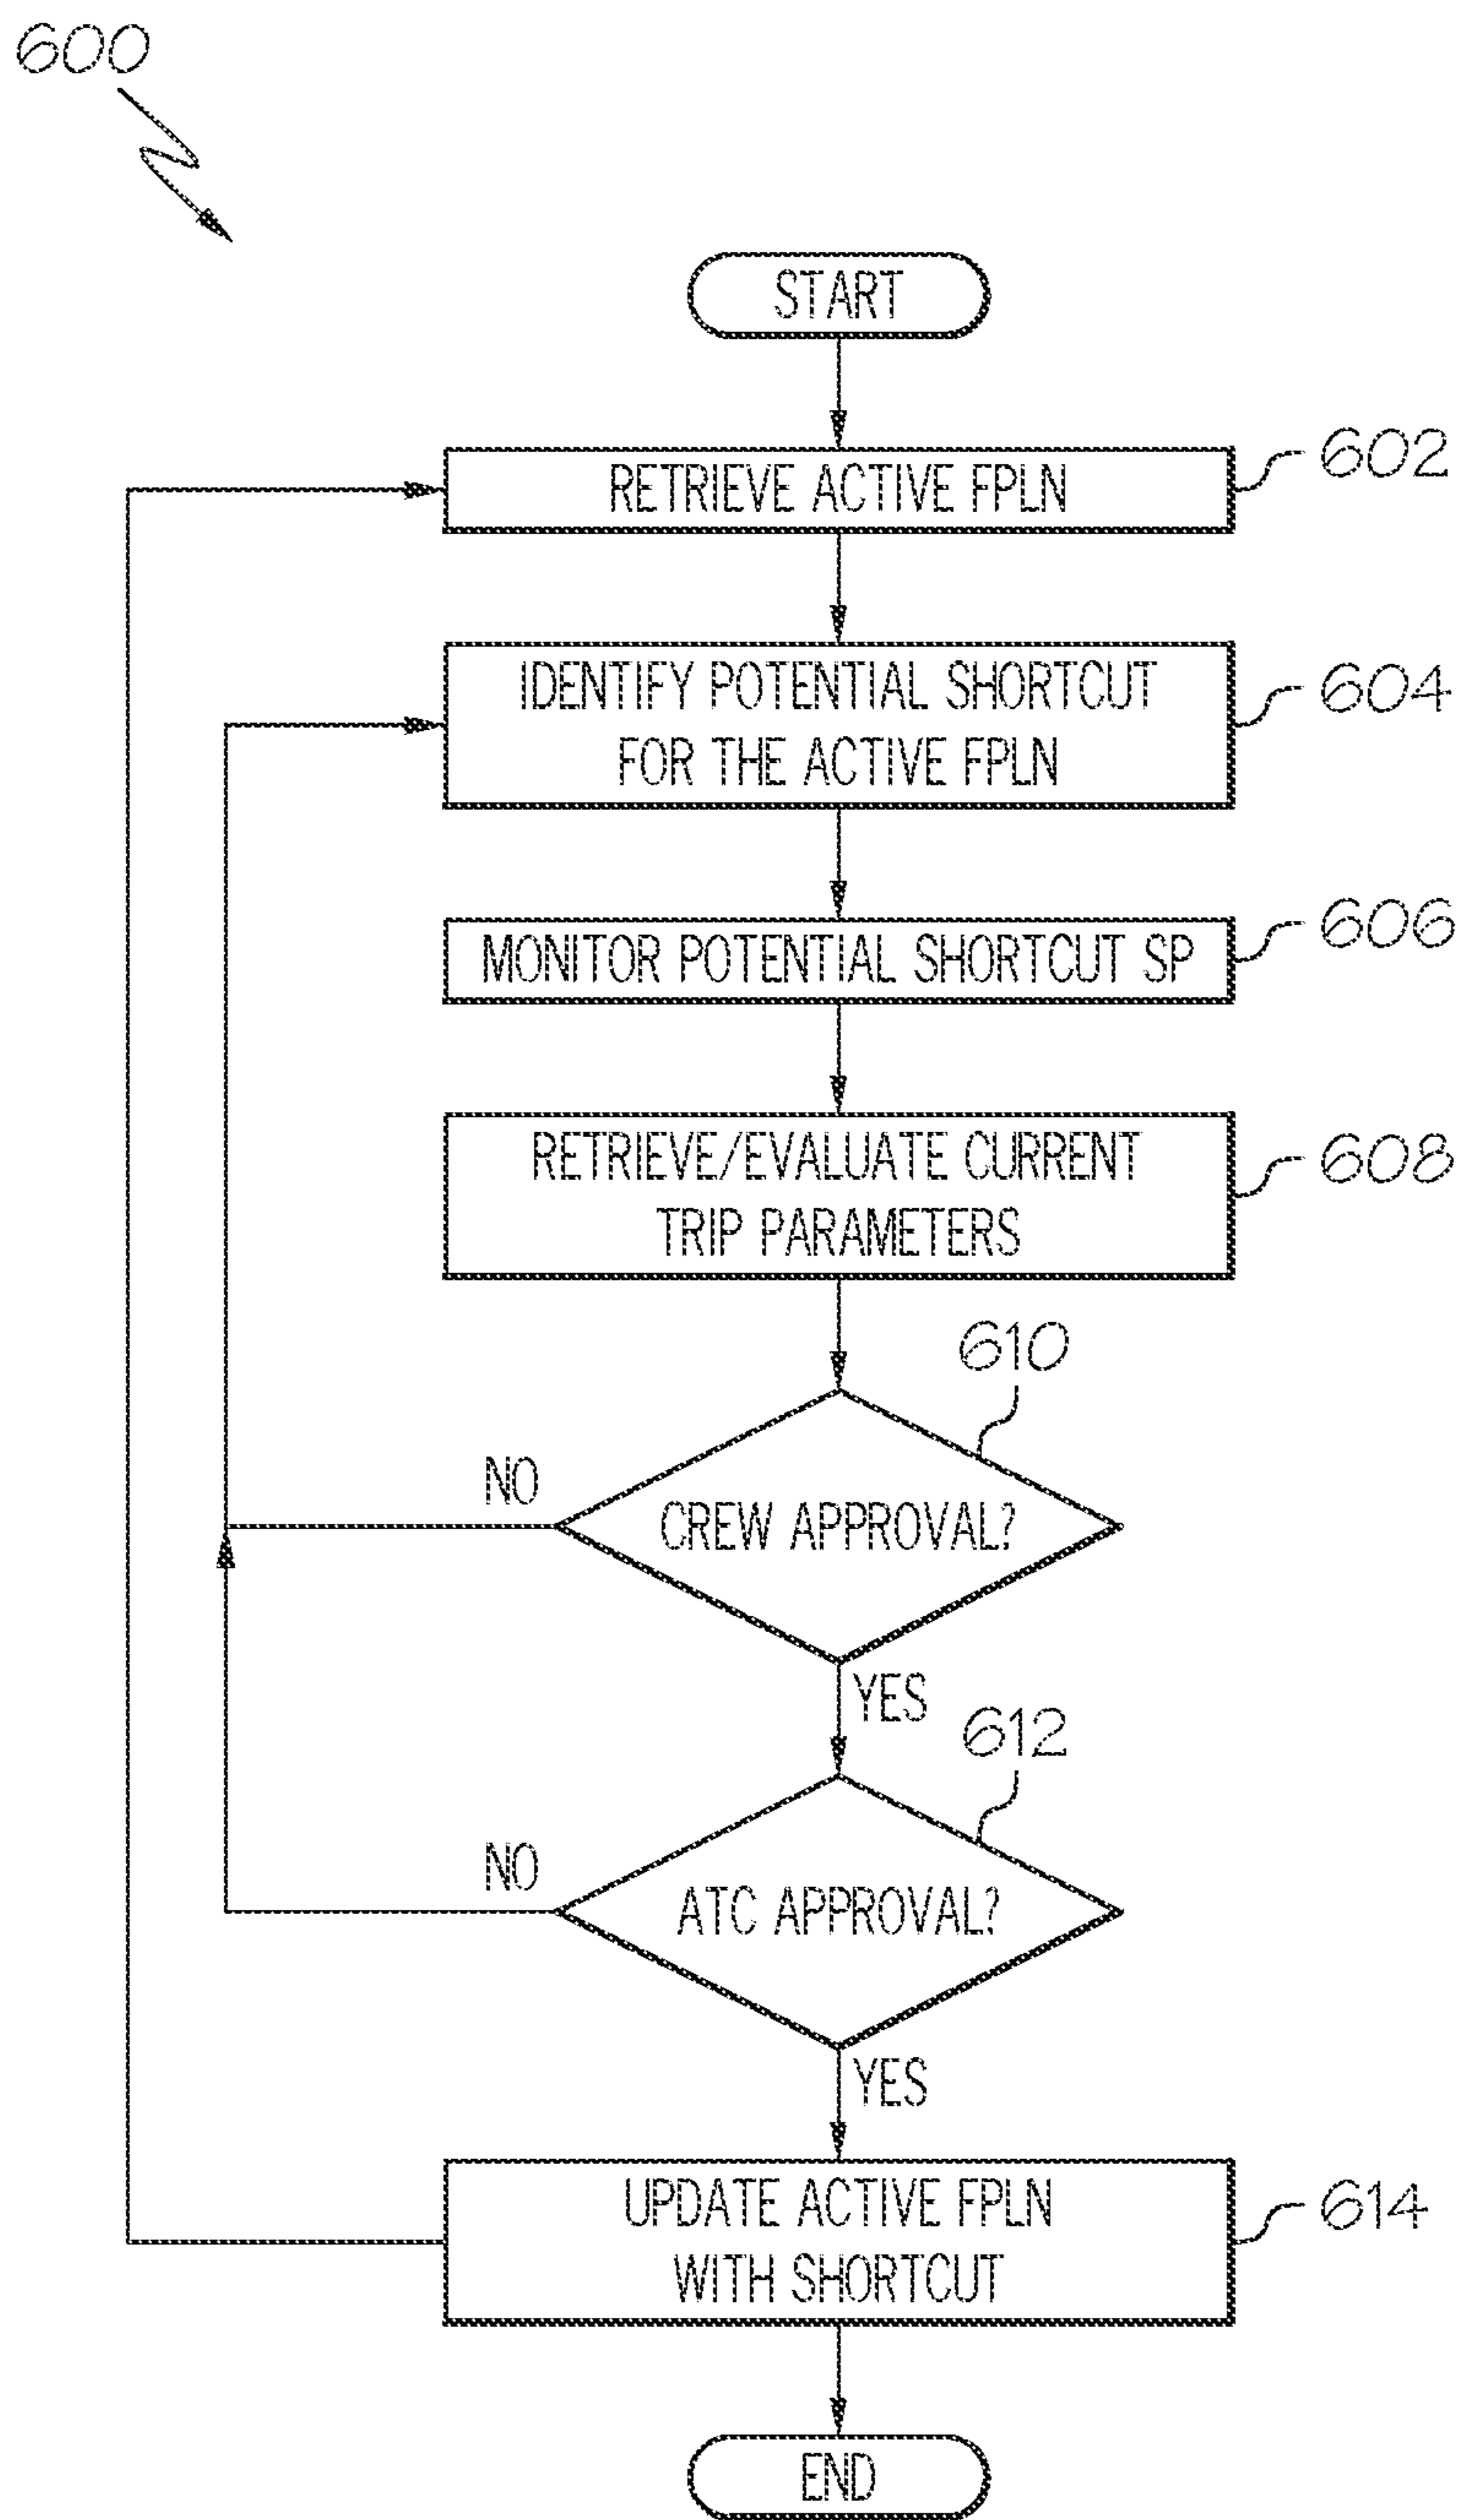 600
START
RETRIEVE ACTIVE FPLN
602
IDENTIFY POTENTIAL SHORTCUT
FOR THE ACTIVE FPLN
604
MONITOR POTENTIAL SHORTCUT SP
606
RETRIEVE/EVALUATE CURRENT
TRIP PARAMETERS
608
610
NO
CREW APPROVAL?
YES
612
NO
ATC APPROVAL?
YES
UPDATE ACTIVE FPLN
WITH SHORTCUT
614
END